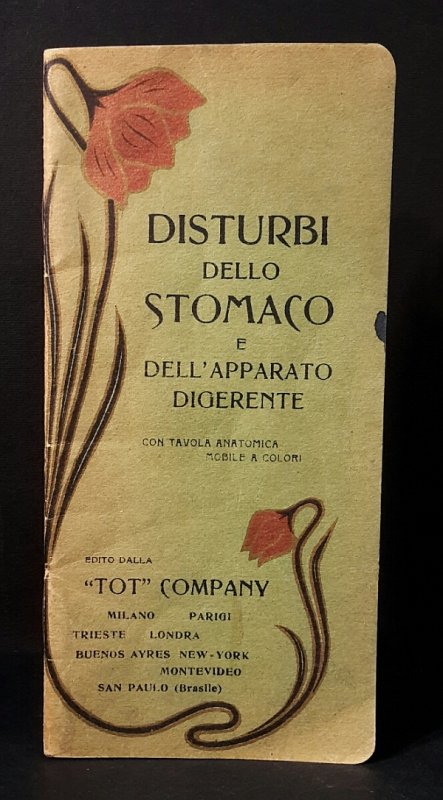 DISTURBI
DELLO
STOMACO
E
DELL'APPARATO
DIGERENTE
CON TAVOLA ANATOMICA
MOBILE A COLORI
EDITO DALLA
"TOT" COMPANY
MILANO PARIGI
TRIESTE LONDRA
BUENOS AYRES NEW-YORK
MONTEVIDEO
SAN PAULO (Brasile)